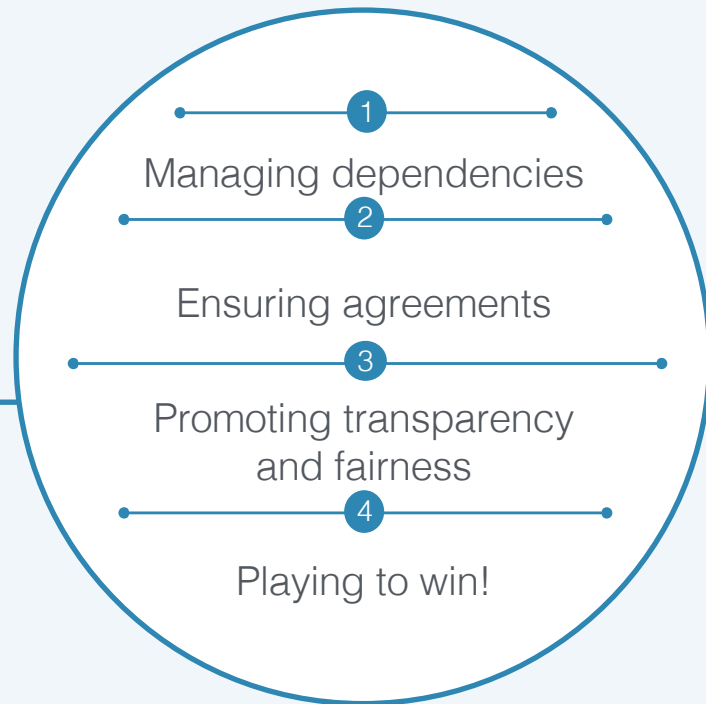 1
Managing dependencies
2
Ensuring agreements
3
Promoting transparency
and fairness
4
Playing to win!